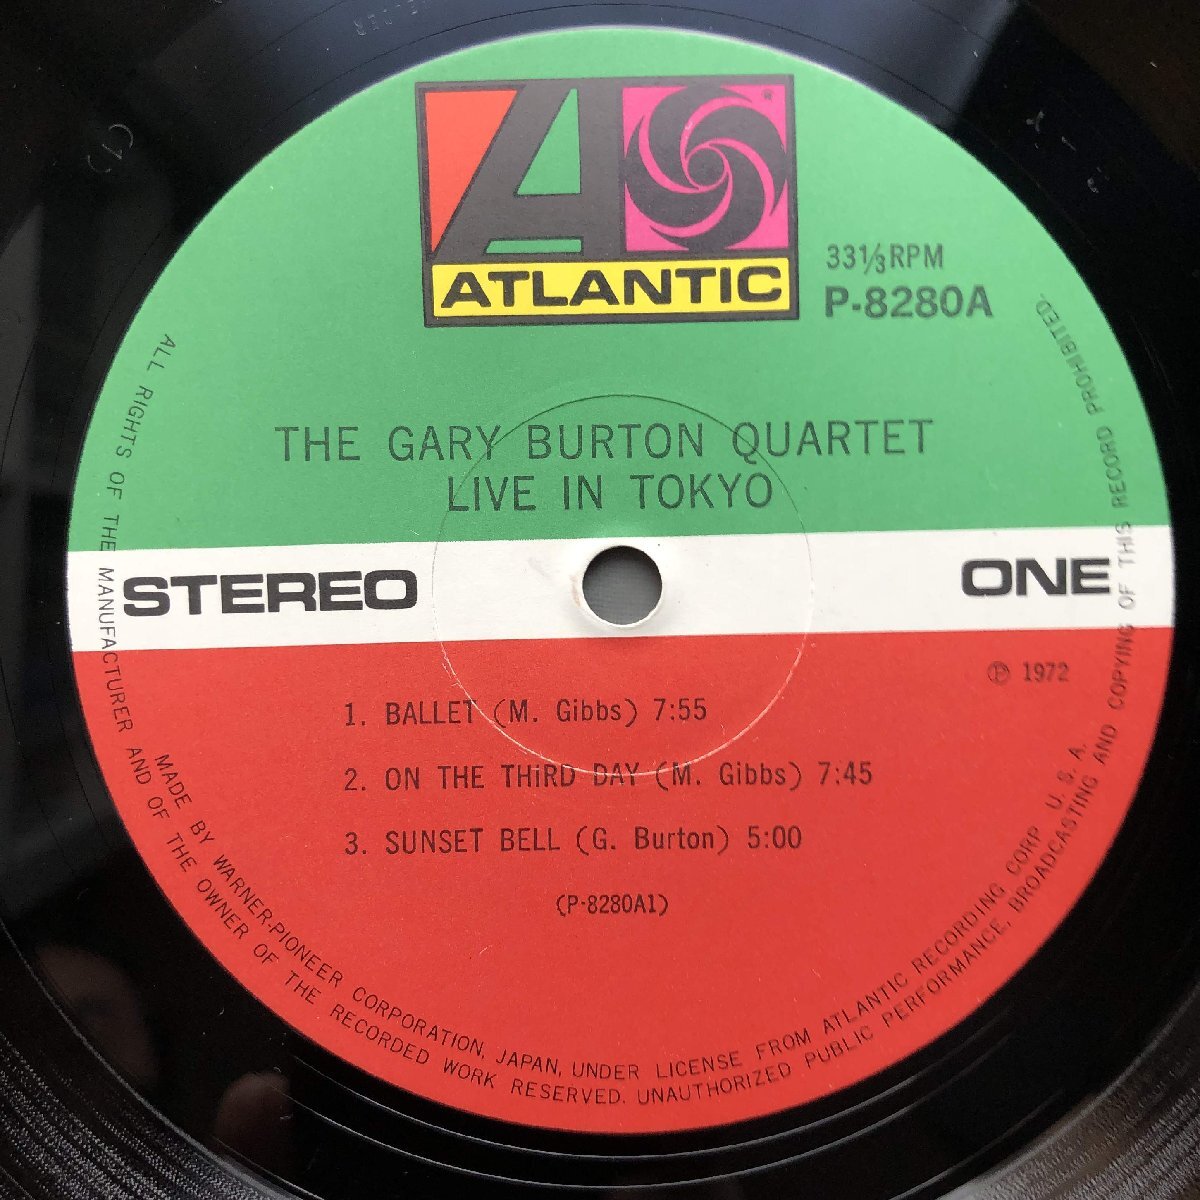 A
®
ATLANTIC
33⅓RPM
P-8280A
THE GARY BURTON QUARTET
LIVE IN TOKYO
STEREO
ONE
℗ 1972
1. BALLET (M. Gibbs) 7:55
2. ON THE THiRD DAY (M. Gibbs) 7:45
3. SUNSET BELL (G. Burton) 5:00
(P-8280A1)
MADE BY WARNER-PIONEER CORPORATION, JAPAN, UNDER LICENSE FROM ATLANTIC RECORDING CORP. U. S. A.
ALL RIGHTS OF THE MANUFACTURER AND OF THE OWNER OF THE RECORDED WORK RESERVED. UNAUTHORIZED PUBLIC PERFORMANCE, BROADCASTING AND COPYING OF THIS RECORD PROHIBITED.